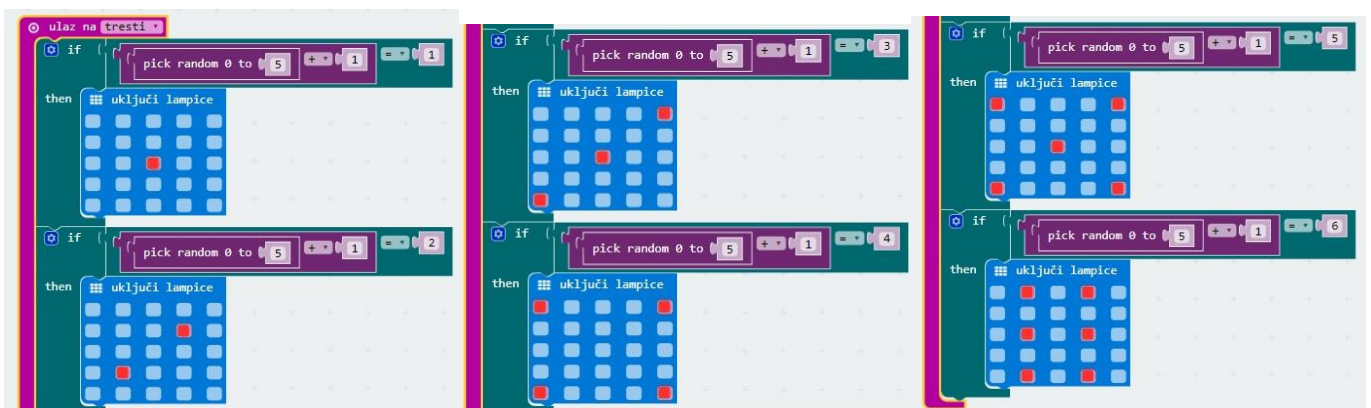 ulaz na tresti
if pick random 0 to 5 + 1 = 1
then uključi lampice
if pick random 0 to 5 + 1 = 2
then uključi lampice
if pick random 0 to 5 + 1 = 3
then uključi lampice
if pick random 0 to 5 + 1 = 4
then uključi lampice
if pick random 0 to 5 + 1 = 5
then uključi lampice
if pick random 0 to 5 + 1 = 6
then uključi lampice